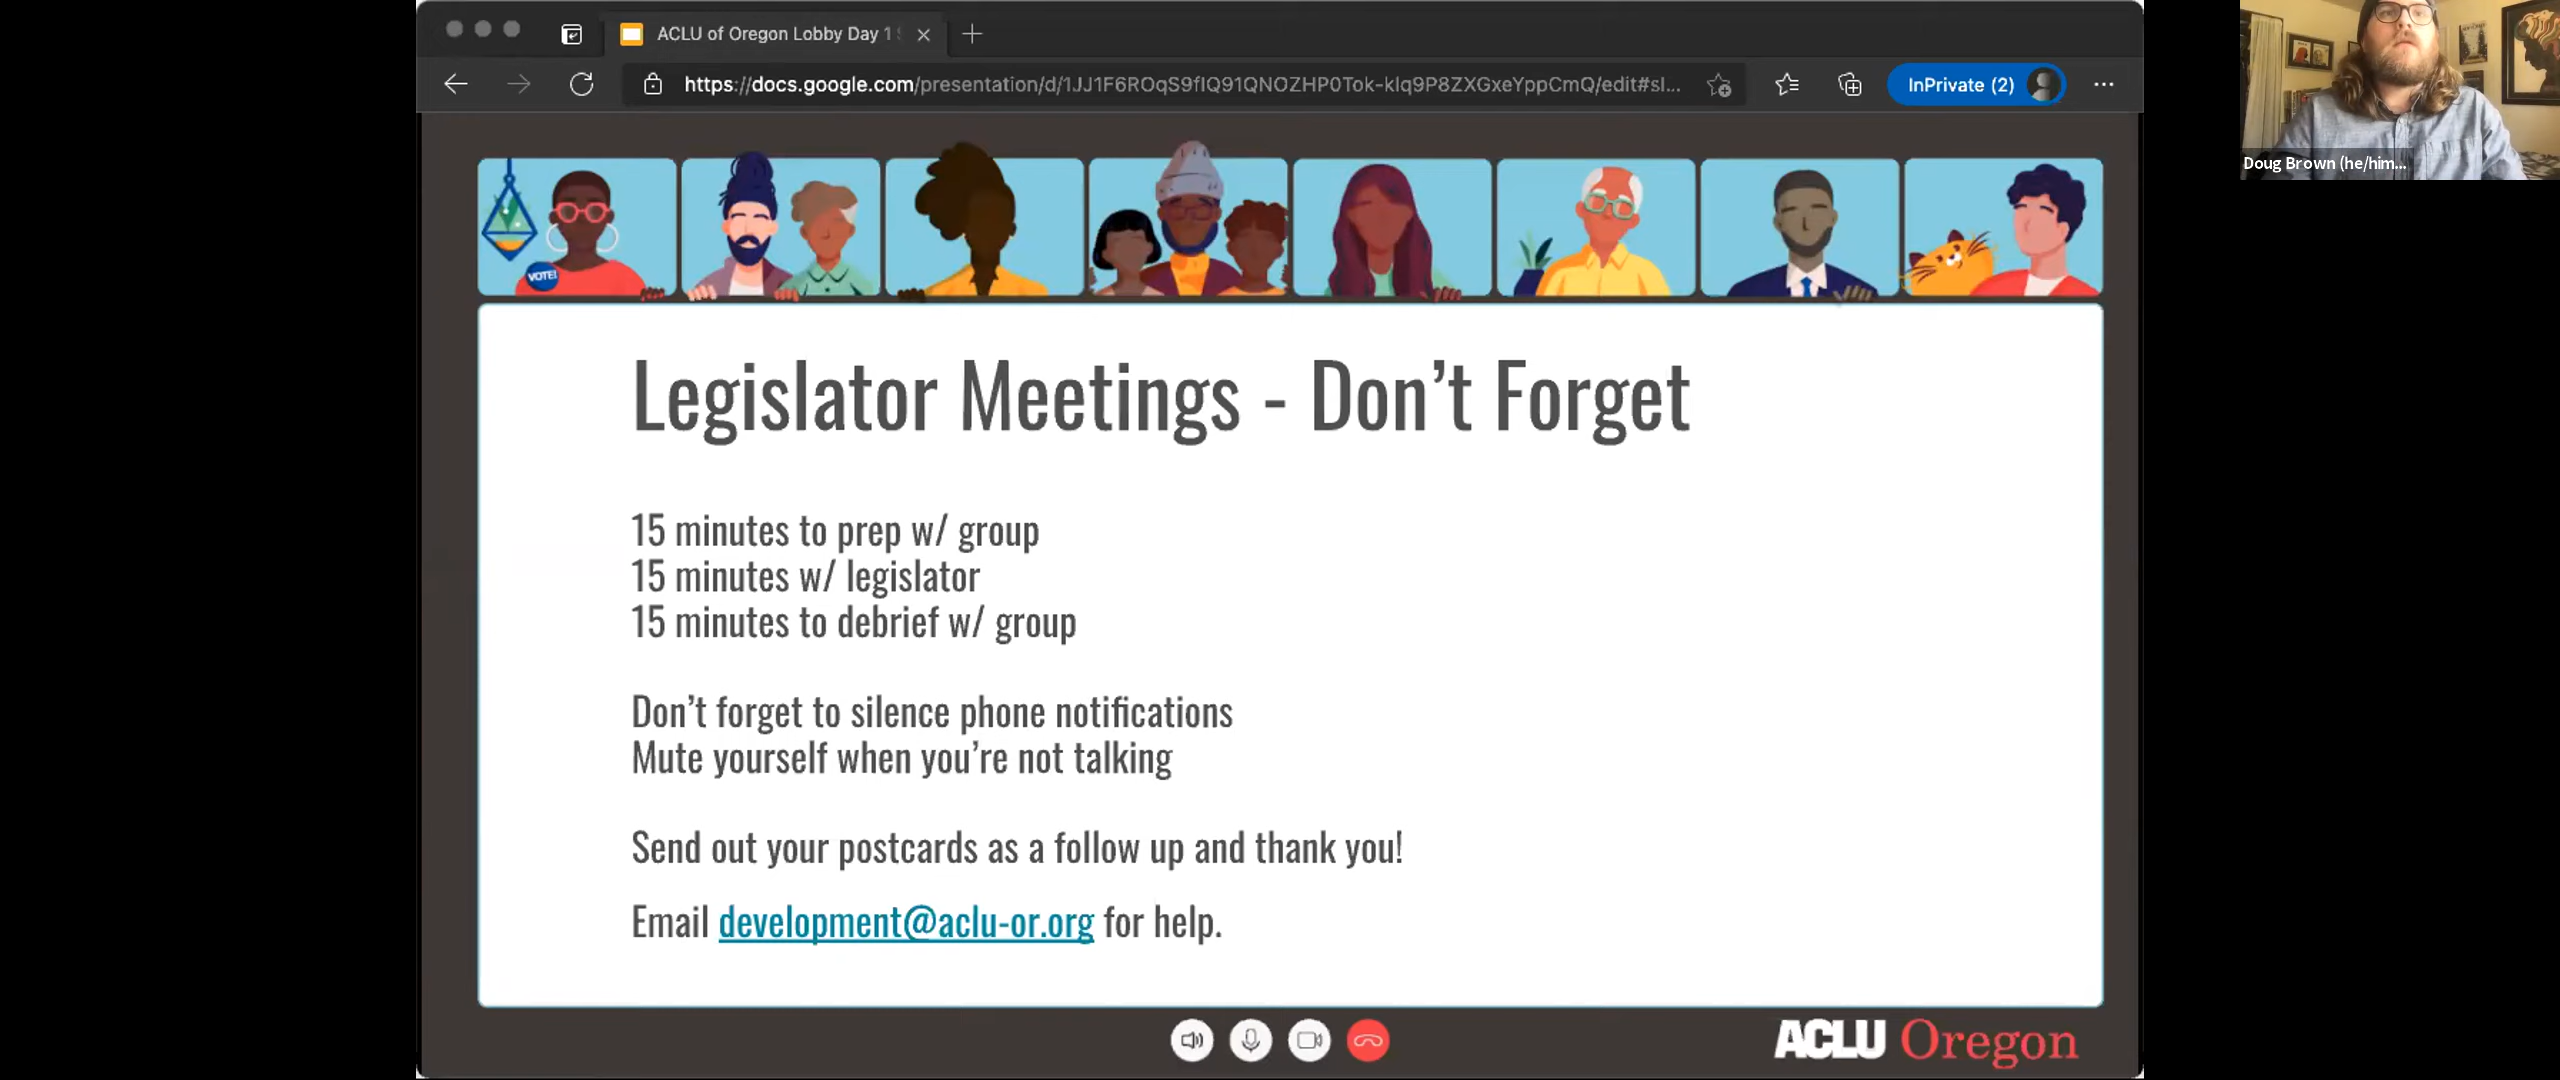 ACLU of Oregon Lobby Day 1
https://docs.google.com/presentation/d/1JJ1F6ROqS9flQ91QNOZHP0Tok-klq9P8ZXGxeYppCmQ/edit#sl...
InPrivate (2)
Doug Brown (he/him...
VOTE!
Legislator Meetings - Don’t Forget
15 minutes to prep w/ group
15 minutes w/ legislator
15 minutes to debrief w/ group
Don’t forget to silence phone notifications
Mute yourself when you’re not talking
Send out your postcards as a follow up and thank you!
Email development@aclu-or.org for help.
ACLU Oregon